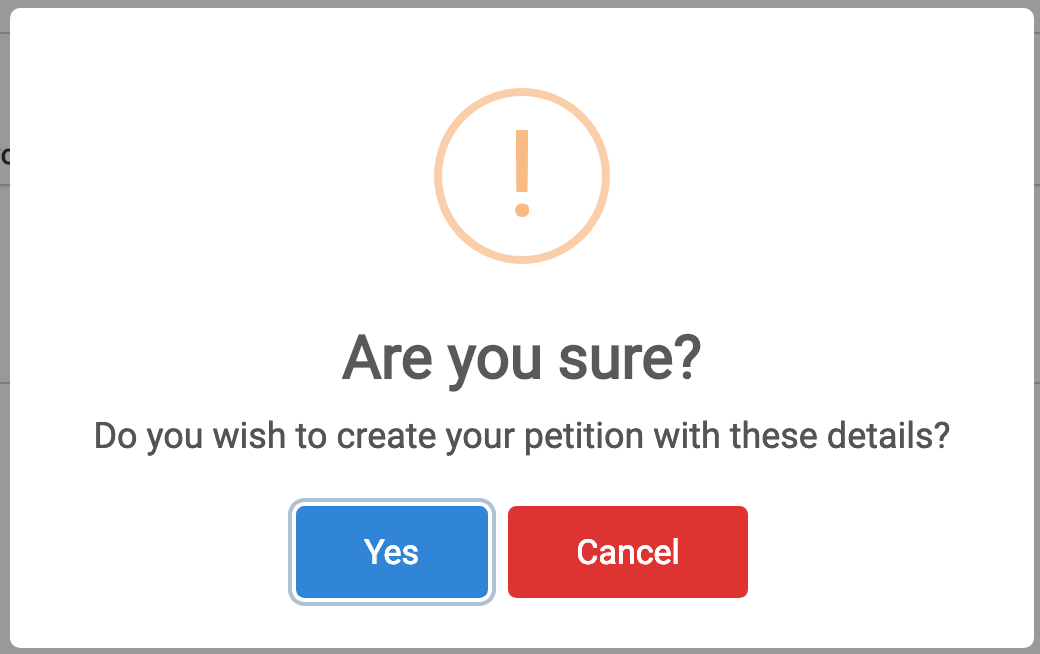 Are you sure?
Do you wish to create your petition with these details?
Yes
Cancel